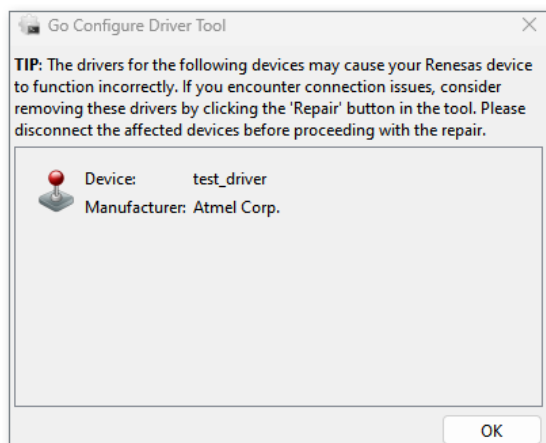 Go Configure Driver Tool
TIP: The drivers for the following devices may cause your Renesas device
to function incorrectly. If you encounter connection issues, consider
removing these drivers by clicking the 'Repair' button in the tool. Please
disconnect the affected devices before proceeding with the repair.
Device: test_driver
Manufacturer: Atmel Corp.
OK